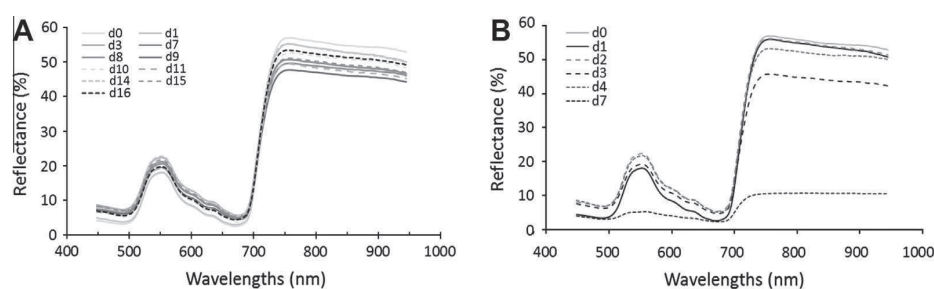 A
60
50
40
30
20
10
0
Reflectance (%)
d0 d1
d3 d7
d8 d9
d10 d11
d14 d15
d16
400 500 600 700 800 900 1000
Wavelengths (nm)
B
60
50
40
30
20
10
0
Reflectance (%)
d0
d1
d2
d3
d4
d7
400 500 600 700 800 900 1000
Wavelengths (nm)